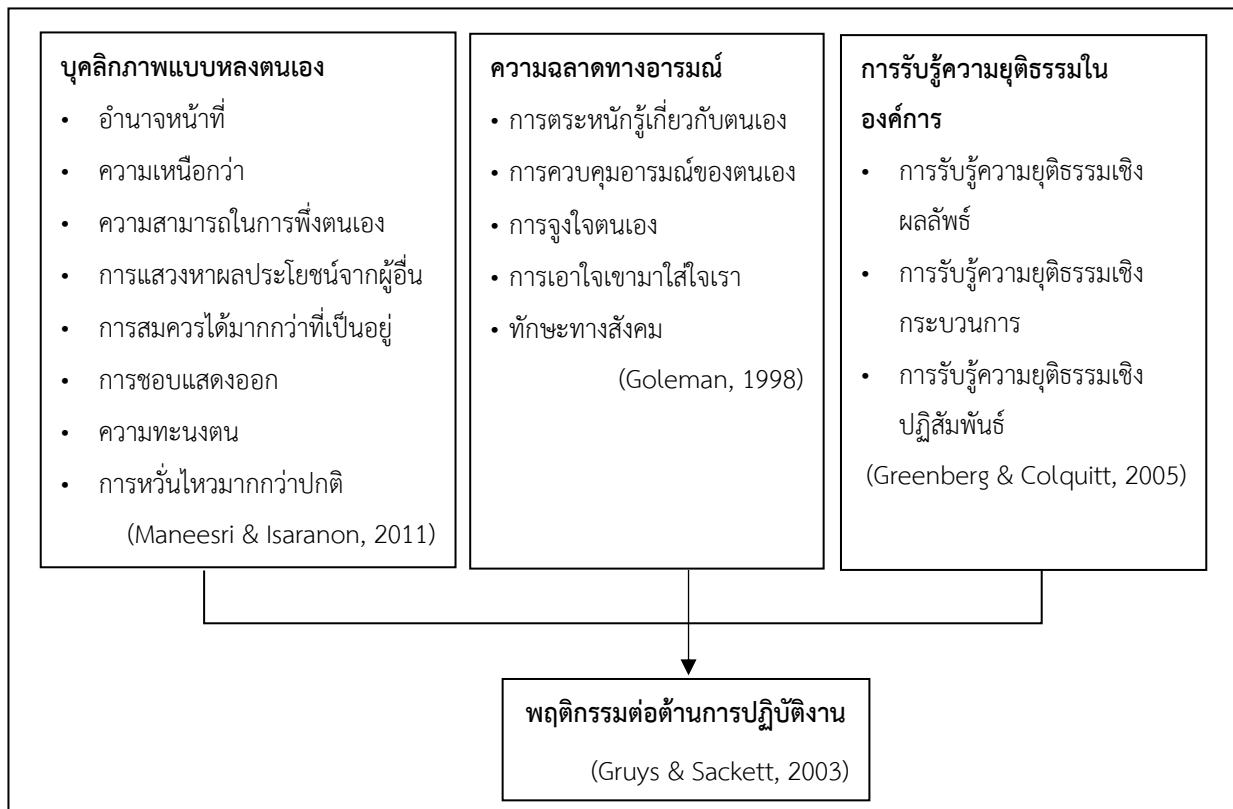 บุคลิกภาพแบบหลงตนเอง
• อำนาจหน้าที่
• ความเหนือกว่า
• ความสามารถในการพึ่งตนเอง
• การแสวงหาผลประโยชน์จากผู้อื่น
• การสมควรได้มากกว่าที่เป็นอยู่
• การชอบแสดงออก
• ความทะนงตน
• การหวั่นไหวมากกว่าปกติ
(Maneesri & Isaranon, 2011)
ความฉลาดทางอารมณ์
• การตระหนักรู้เกี่ยวกับตนเอง
• การควบคุมอารมณ์ของตนเอง
• การจูงใจตนเอง
• การเอาใจเขามาใส่ใจเรา
• ทักษะทางสังคม
(Goleman, 1998)
การรับรู้ความยุติธรรมใน
องค์การ
• การรับรู้ความยุติธรรมเชิง
ผลลัพธ์
• การรับรู้ความยุติธรรมเชิง
กระบวนการ
• การรับรู้ความยุติธรรมเชิง
ปฏิสัมพันธ์
(Greenberg & Colquitt, 2005)
พฤติกรรมต่อต้านการปฏิบัติงาน
(Gruys & Sackett, 2003)